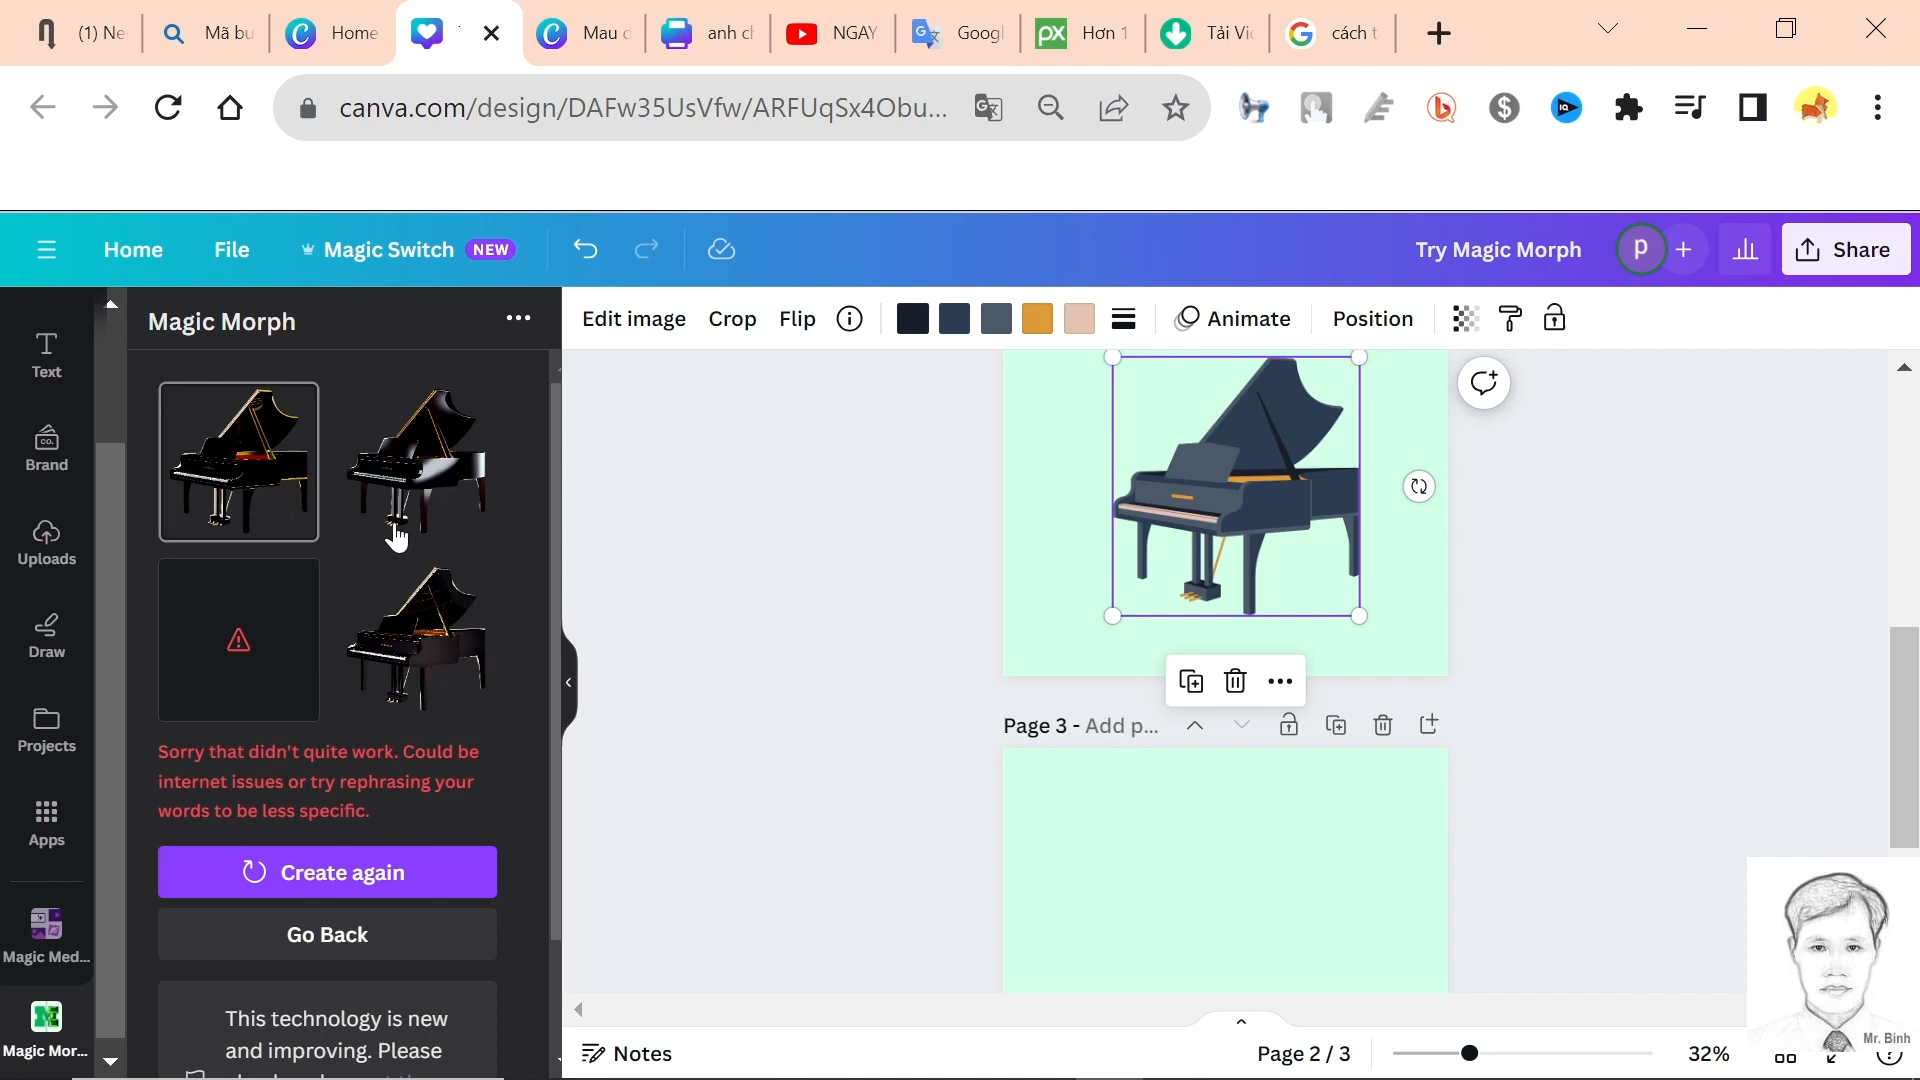 (1) Ne
Mã bu
Home
Mau c
anh cl
NGAY
Googl
Hơn 1
Tải Vi
cách t
canva.com/design/DAFw35UsVfw/ARFUqSx4Obu...
Home
File
Magic Switch
NEW
Try Magic Morph
p
Share
Magic Morph
Edit image
Crop
Flip
Animate
Position
Text
Brand
Uploads
Draw
Projects
Apps
Magic Med...
Magic Mor...
Sorry that didn't quite work. Could be
internet issues or try rephrasing your
words to be less specific.
Create again
Go Back
This technology is new
and improving. Please
Page 3 - Add p...
Notes
Page 2 / 3
32%
Mr. Binh